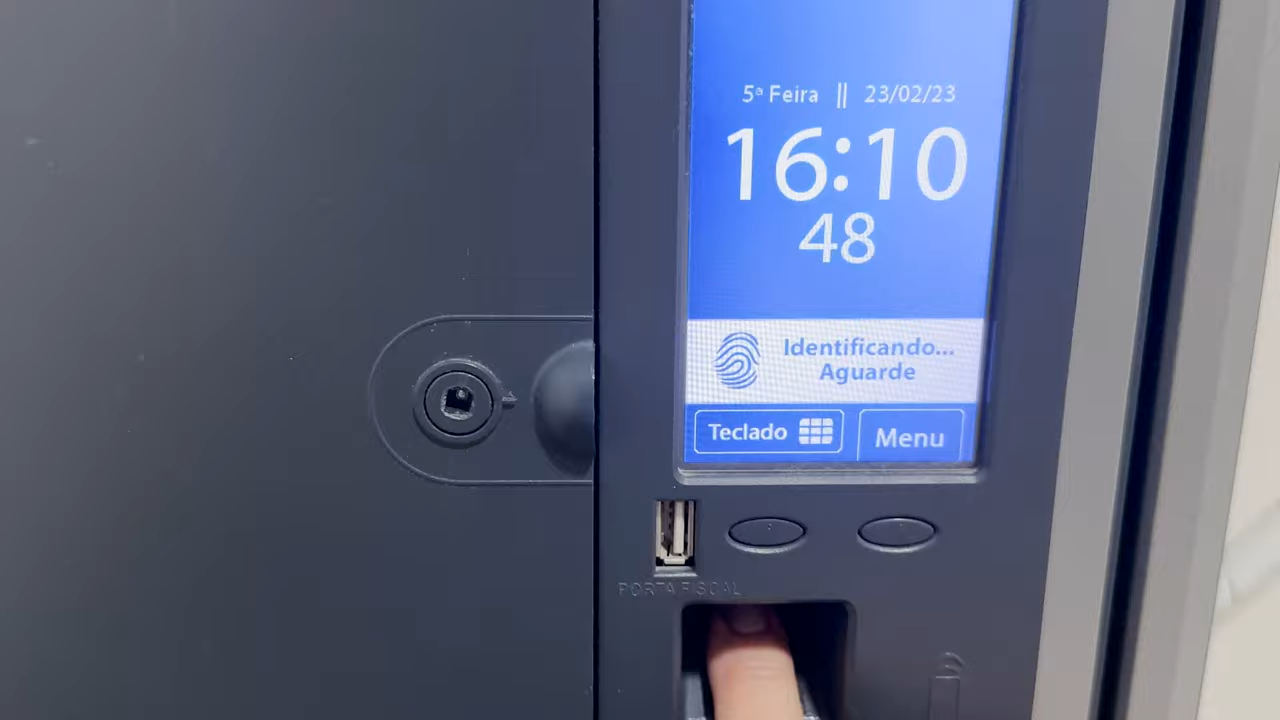 5ª Feira || 23/02/23
16:10
48
Identificando...
Aguarde
Teclado
Menu
PORTA FISCAL